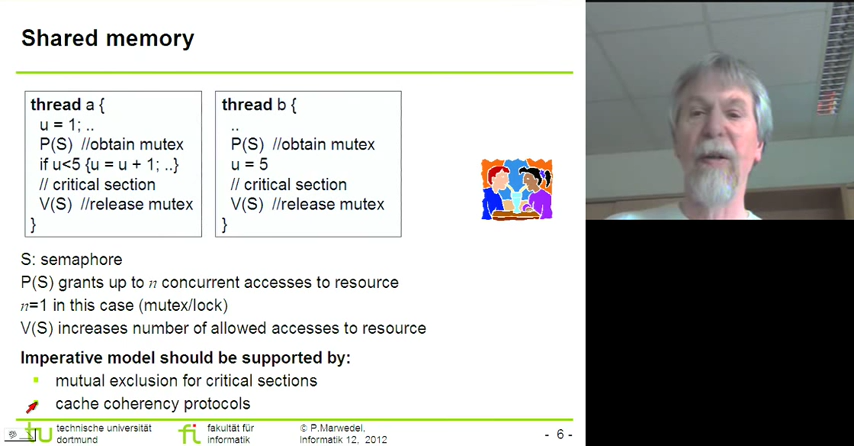 Shared memory
thread a {
u = 1; ..
P(S) //obtain mutex
if u<5 {u = u + 1; ..}
// critical section
V(S) //release mutex
}
thread b {
..
P(S) //obtain mutex
u = 5
// critical section
V(S) //release mutex
}
S: semaphore
P(S) grants up to n concurrent accesses to resource
n=1 in this case (mutex/lock)
V(S) increases number of allowed accesses to resource
Imperative model should be supported by:
mutual exclusion for critical sections
cache coherency protocols
tu technische universität
dortmund
fi fakultät für
informatik
© P.Marwedel,
Informatik 12, 2012
- 6 -